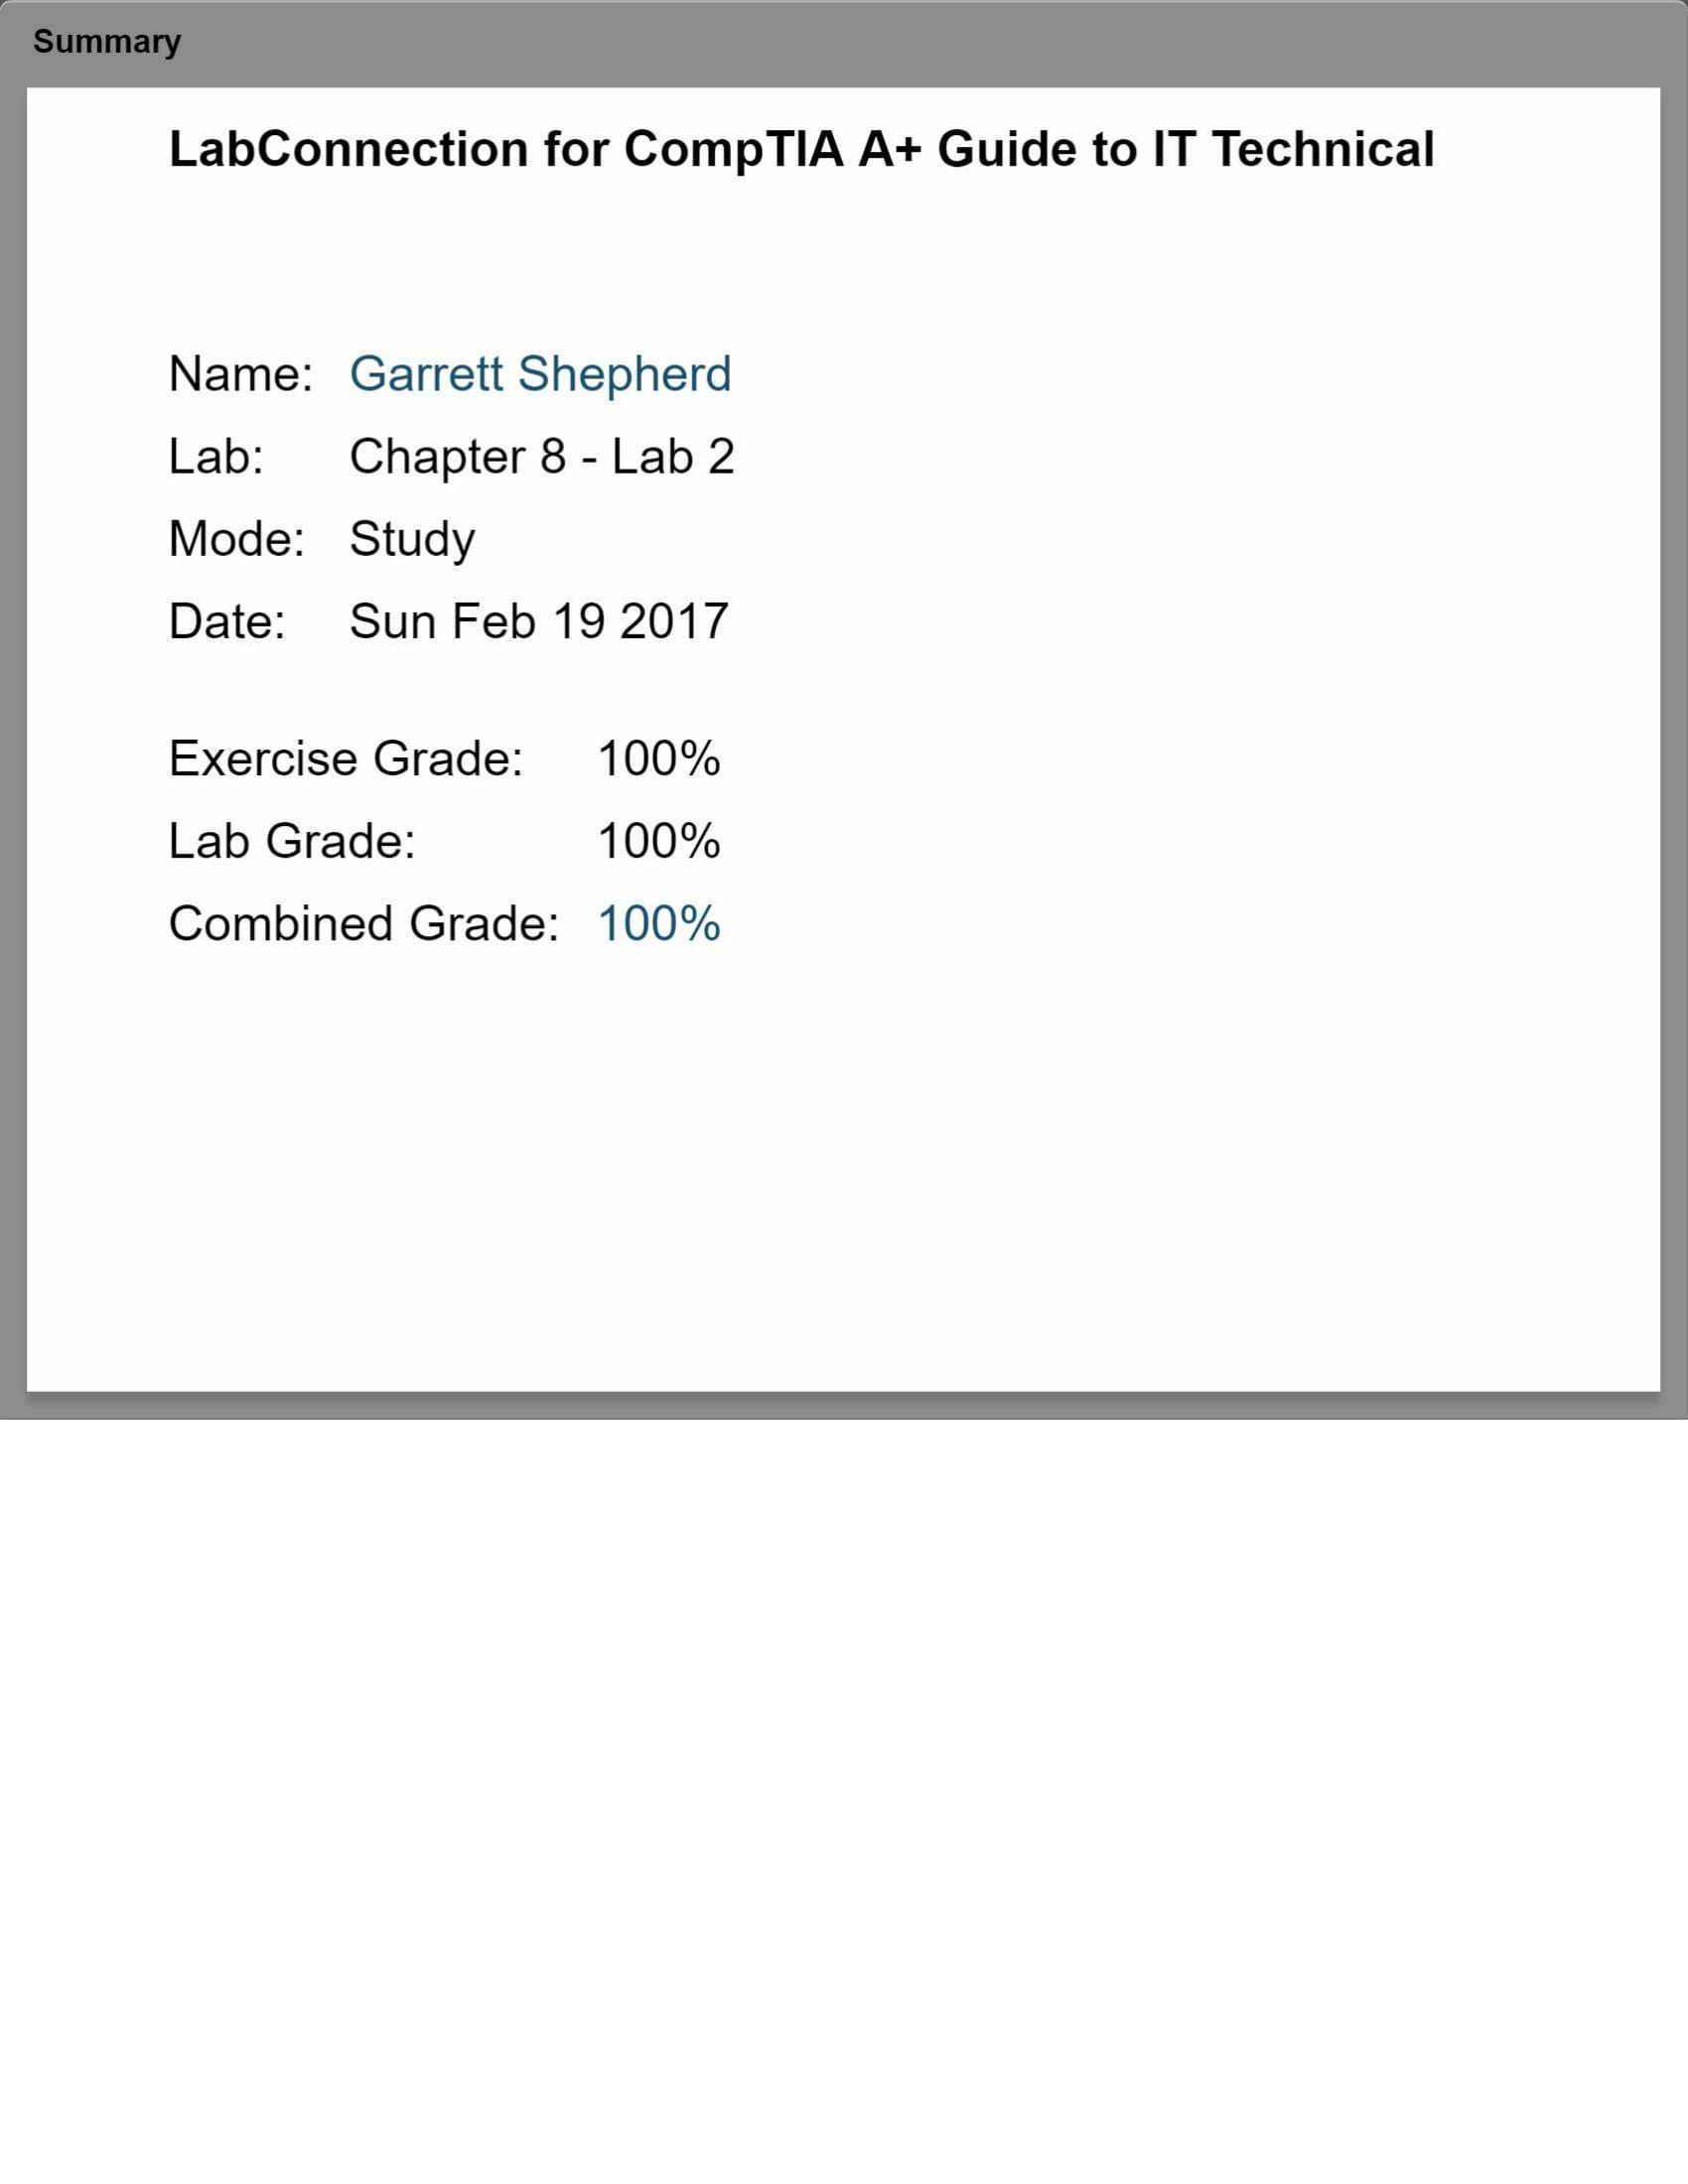 Summary
LabConnection for CompTIA A+ Guide to IT Technical
Name: Garrett Shepherd
Lab: Chapter 8 - Lab 2
Mode: Study
Date: Sun Feb 19 2017
Exercise Grade: 100%
Lab Grade: 100%
Combined Grade: 100%